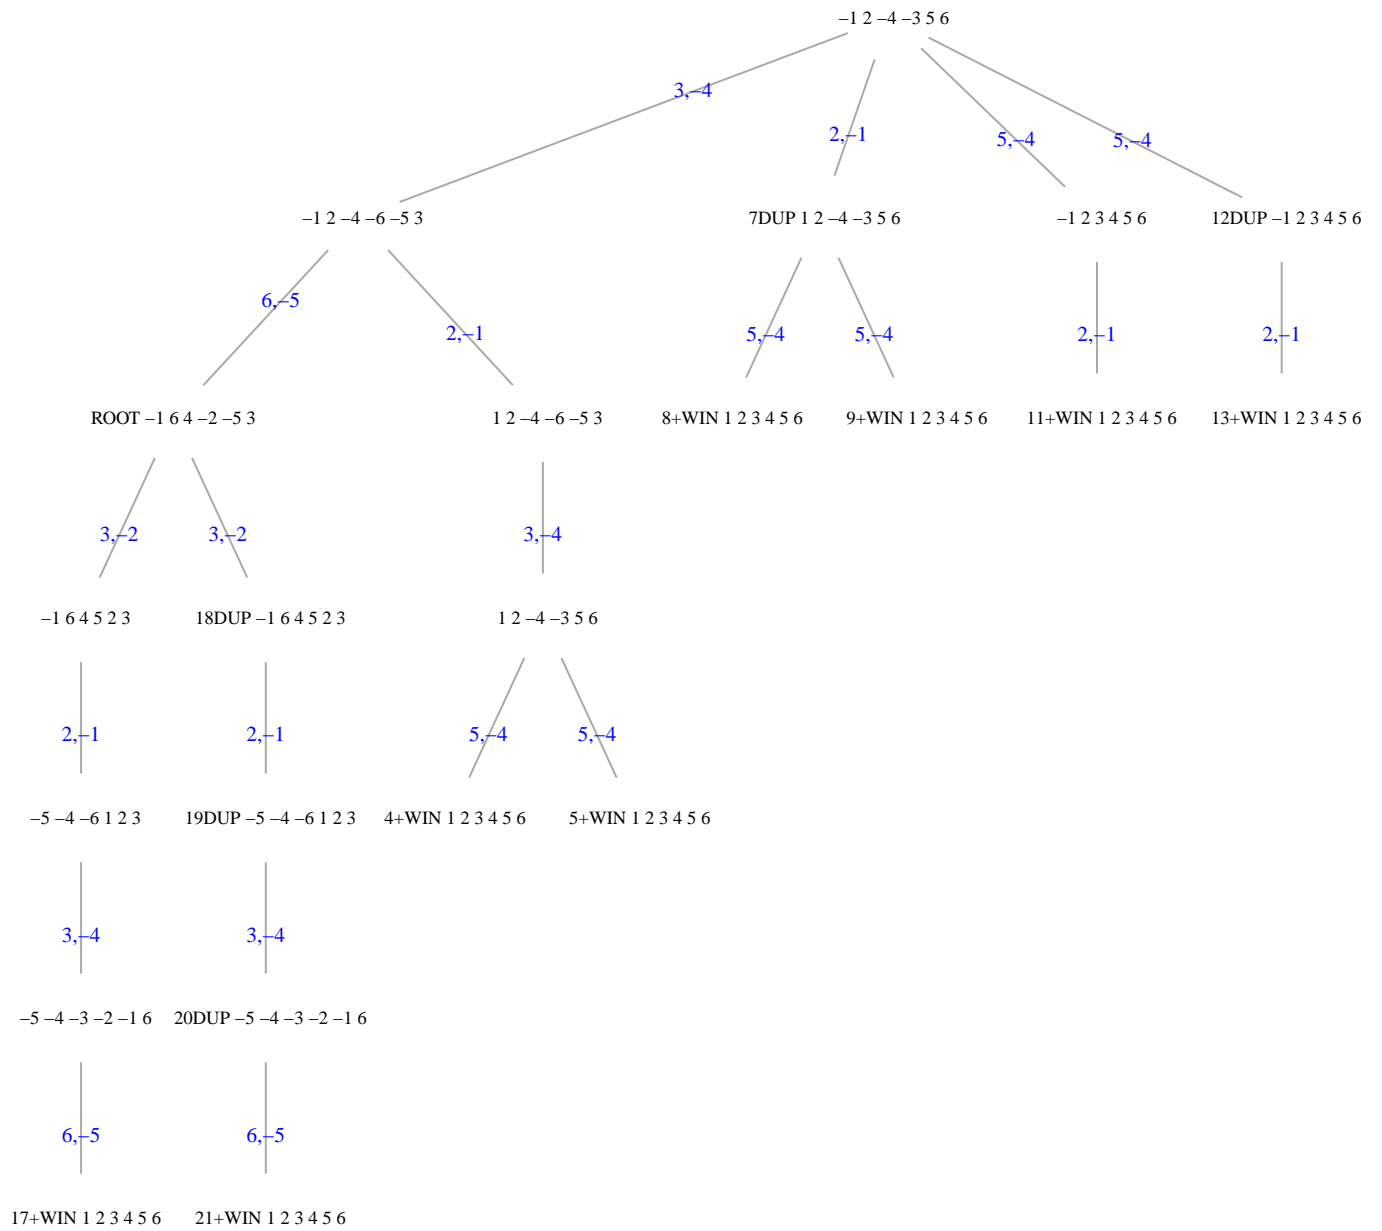 –1 2 –4 –3 5 6
3,–4
2,–1
5,–4
5,–4
–1 2 –4 –6 –5 3
7DUP 1 2 –4 –3 5 6
–1 2 3 4 5 6
12DUP –1 2 3 4 5 6
6,–5
2,–1
5,–4
5,–4
2,–1
2,–1
ROOT –1 6 4 –2 –5 3
1 2 –4 –6 –5 3
8+WIN 1 2 3 4 5 6
9+WIN 1 2 3 4 5 6
11+WIN 1 2 3 4 5 6
13+WIN 1 2 3 4 5 6
3,–2
3,–2
3,–4
–1 6 4 5 2 3
18DUP –1 6 4 5 2 3
1 2 –4 –3 5 6
2,–1
2,–1
5,–4
5,–4
–5 –4 –6 1 2 3
19DUP –5 –4 –6 1 2 3
4+WIN 1 2 3 4 5 6
5+WIN 1 2 3 4 5 6
3,–4
3,–4
–5 –4 –3 –2 –1 6
20DUP –5 –4 –3 –2 –1 6
6,–5
6,–5
17+WIN 1 2 3 4 5 6
21+WIN 1 2 3 4 5 6